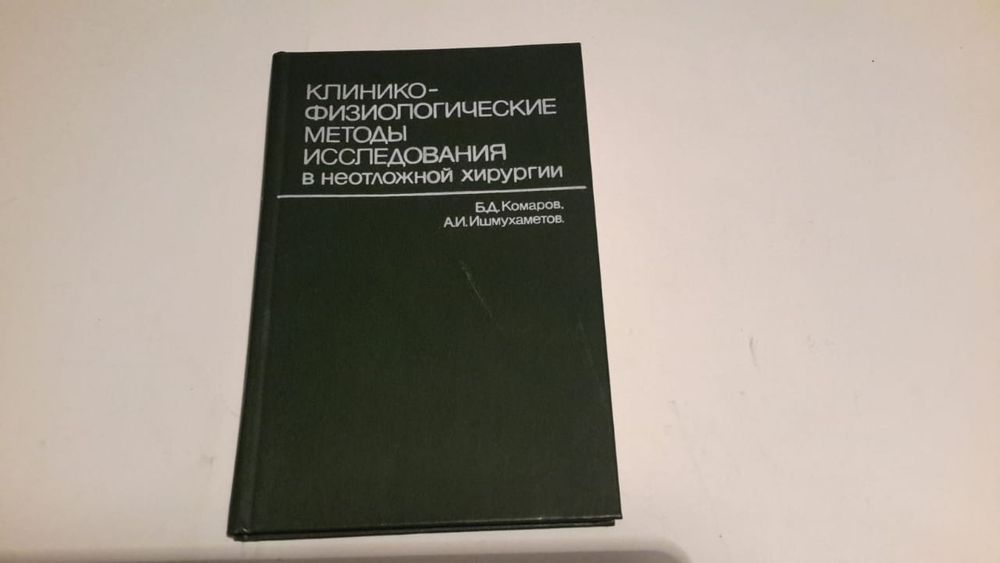 КЛИНИКО-
ФИЗИОЛОГИЧЕСКИЕ
МЕТОДЫ
ИССЛЕДОВАНИЯ
В НЕОТЛОЖНОЙ ХИРУРГИИ
Б.Д. Комаров,
А.И. Ишмухаметов.